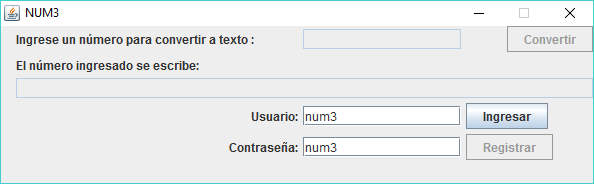 NUM3
Ingrese un número para convertir a texto : Convertir
El número ingresado se escribe:
Usuario: num3 Ingresar
Contraseña: num3 Registrar